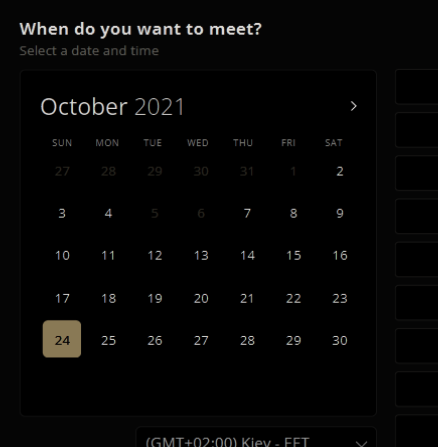 When do you want to meet?
Select a date and time
October 2021
SUN MON TUE WED THU FRI SAT
27 28 29 30 31 1 2
3 4 5 6 7 8 9
10 11 12 13 14 15 16
17 18 19 20 21 22 23
24 25 26 27 28 29 30
(GMT+02:00) Kiev - EET